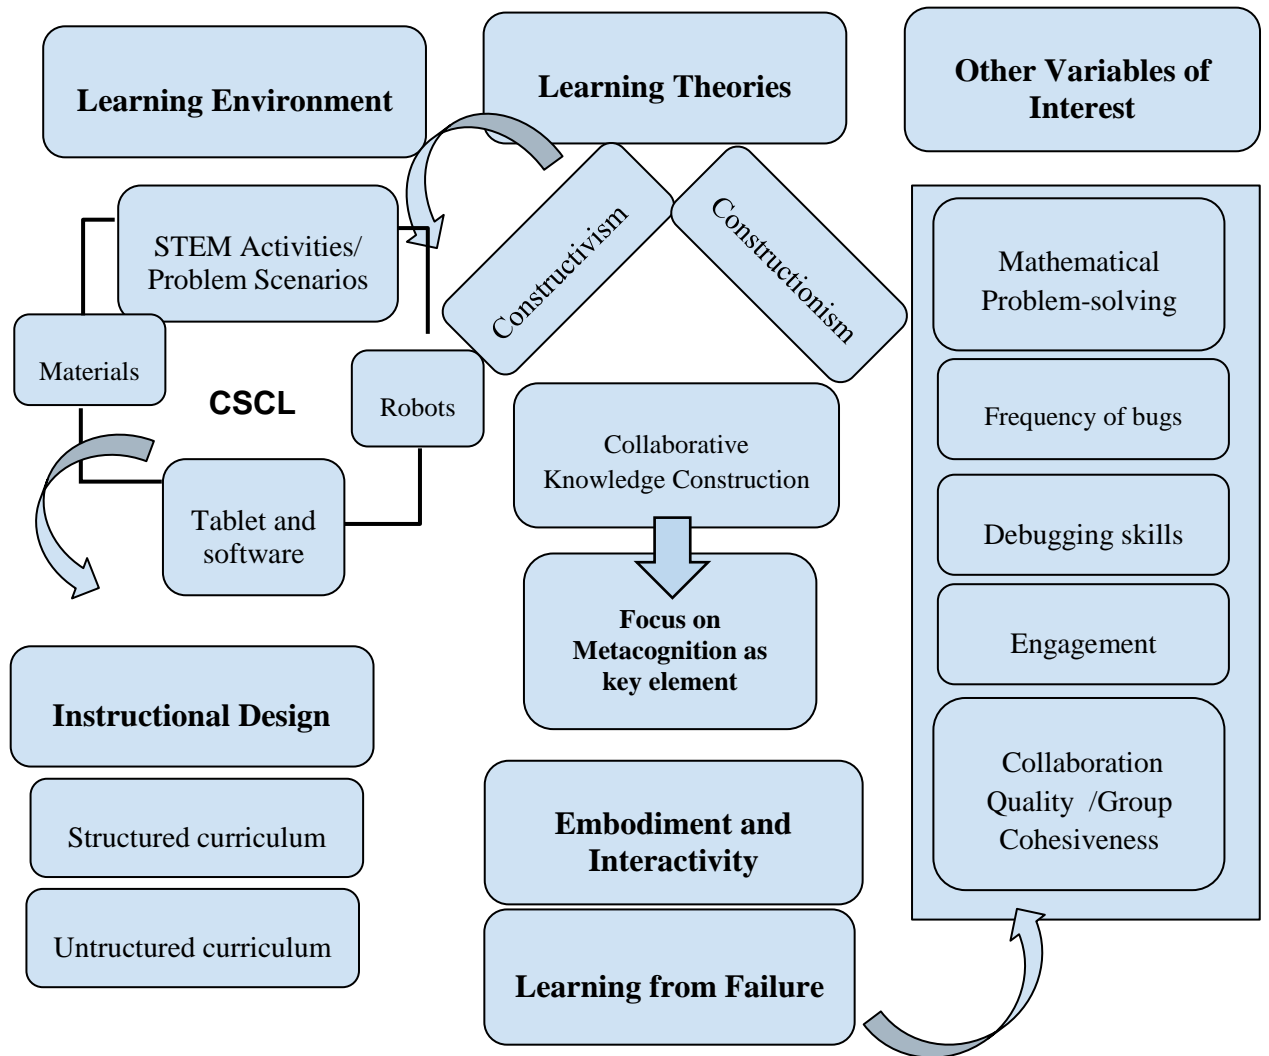 Learning Environment
STEM Activities/
Problem Scenarios
Materials
CSCL
Robots
Tablet and
software
Instructional Design
Structured curriculum
Untructured curriculum
Learning Theories
Constructivism
Constructionism
Collaborative
Knowledge Construction
Focus on
Metacognition as
key element
Embodiment and
Interactivity
Learning from Failure
Other Variables of
Interest
Mathematical
Problem-solving
Frequency of bugs
Debugging skills
Engagement
Collaboration
Quality /Group
Cohesiveness